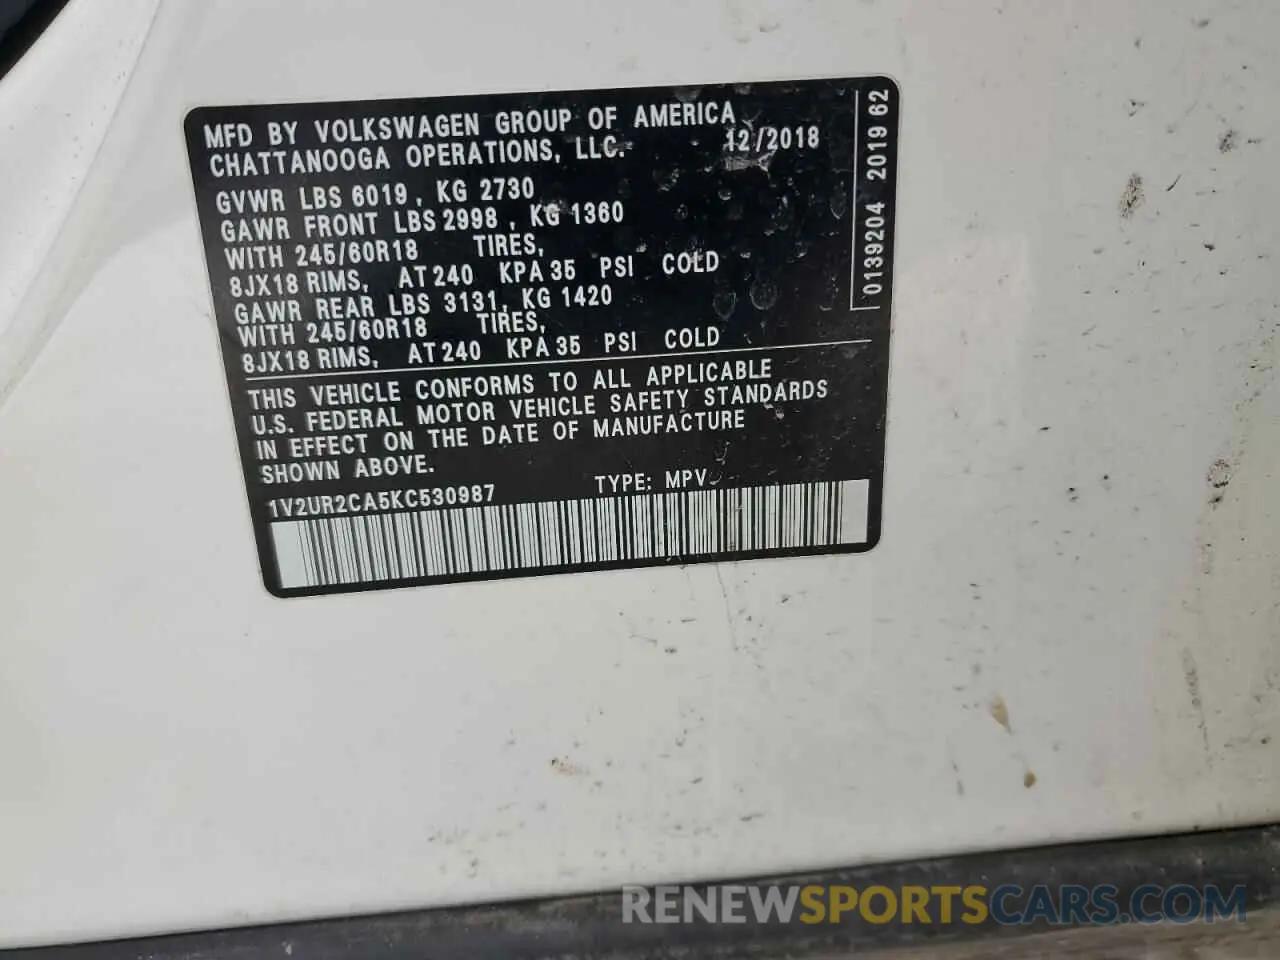 MFD BY VOLKSWAGEN GROUP OF AMERICA
CHATTANOOGA OPERATIONS, LLC. 12/2018
GVWR LBS 6019, KG 2730
GAWR FRONT LBS 2998, KG 1360
WITH 245/60R18 TIRES,
8JX18 RIMS, AT 240 KPA 35 PSI COLD
GAWR REAR LBS 3131, KG 1420
WITH 245/60R18 TIRES,
8JX18 RIMS, AT 240 KPA 35 PSI COLD
THIS VEHICLE CONFORMS TO ALL APPLICABLE
U.S. FEDERAL MOTOR VEHICLE SAFETY STANDARDS
IN EFFECT ON THE DATE OF MANUFACTURE
SHOWN ABOVE.
1V2UR2CA5KC530987 TYPE: MPV
0139204 2019 62
RENEWSPORTSCARS.COM